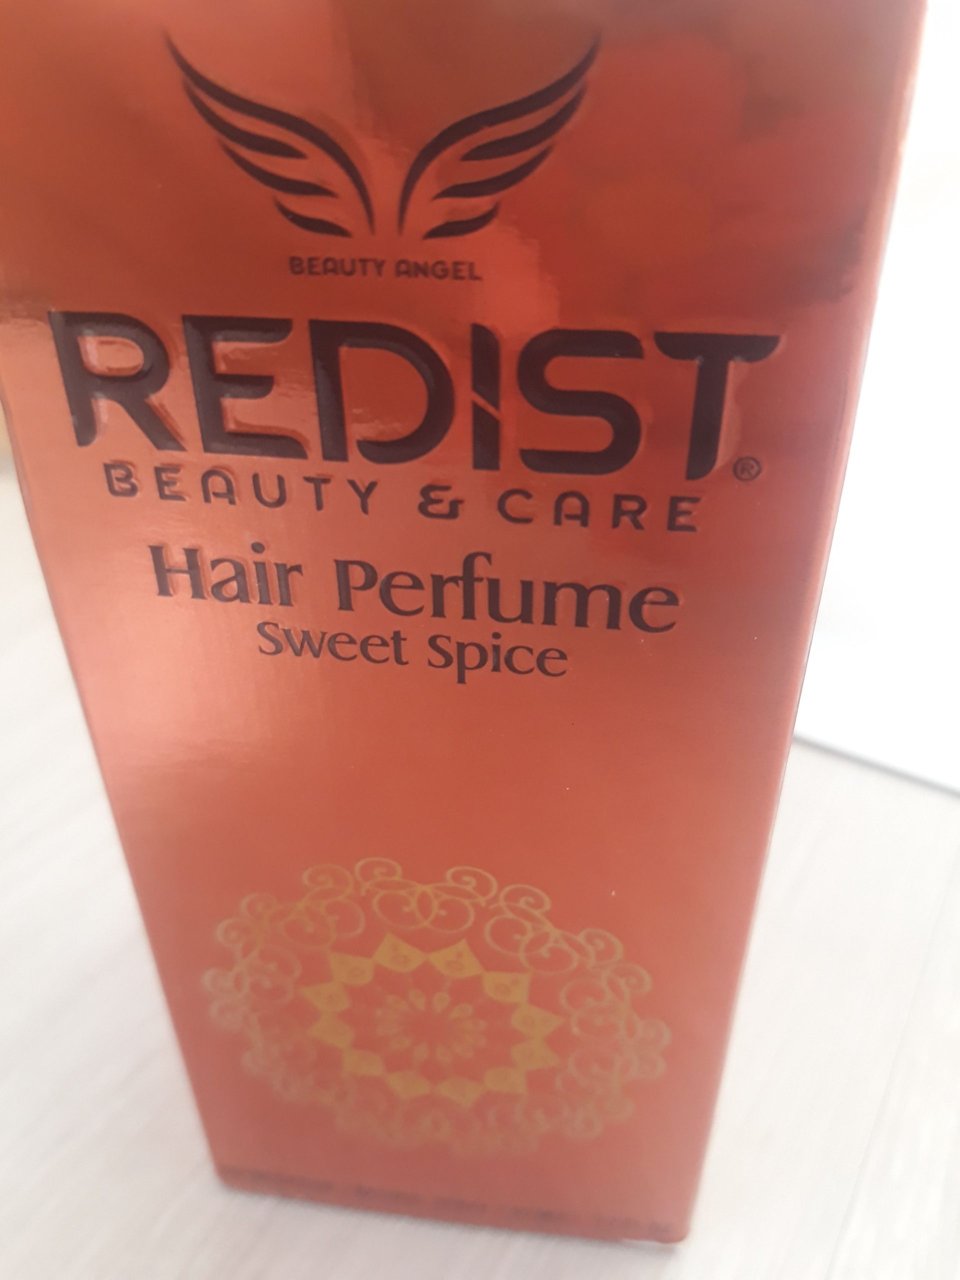 BEAUTY ANGEL
REDIST®
BEAUTY & CARE
Hair Perfume
Sweet Spice